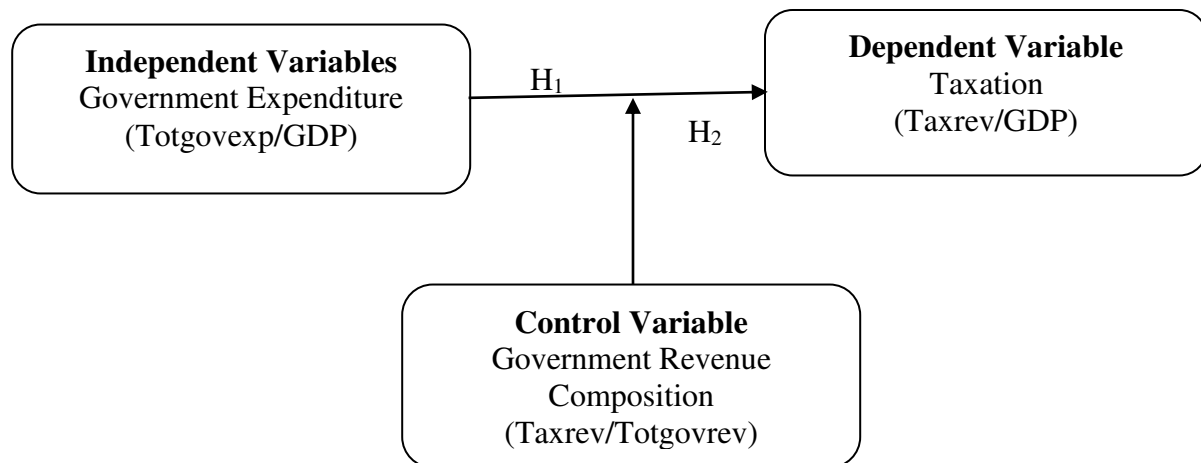 Independent Variables
Government Expenditure
(Totgovexp/GDP)
H₁
H₂
Dependent Variable
Taxation
(Taxrev/GDP)
Control Variable
Government Revenue
Composition
(Taxrev/Totgovrev)